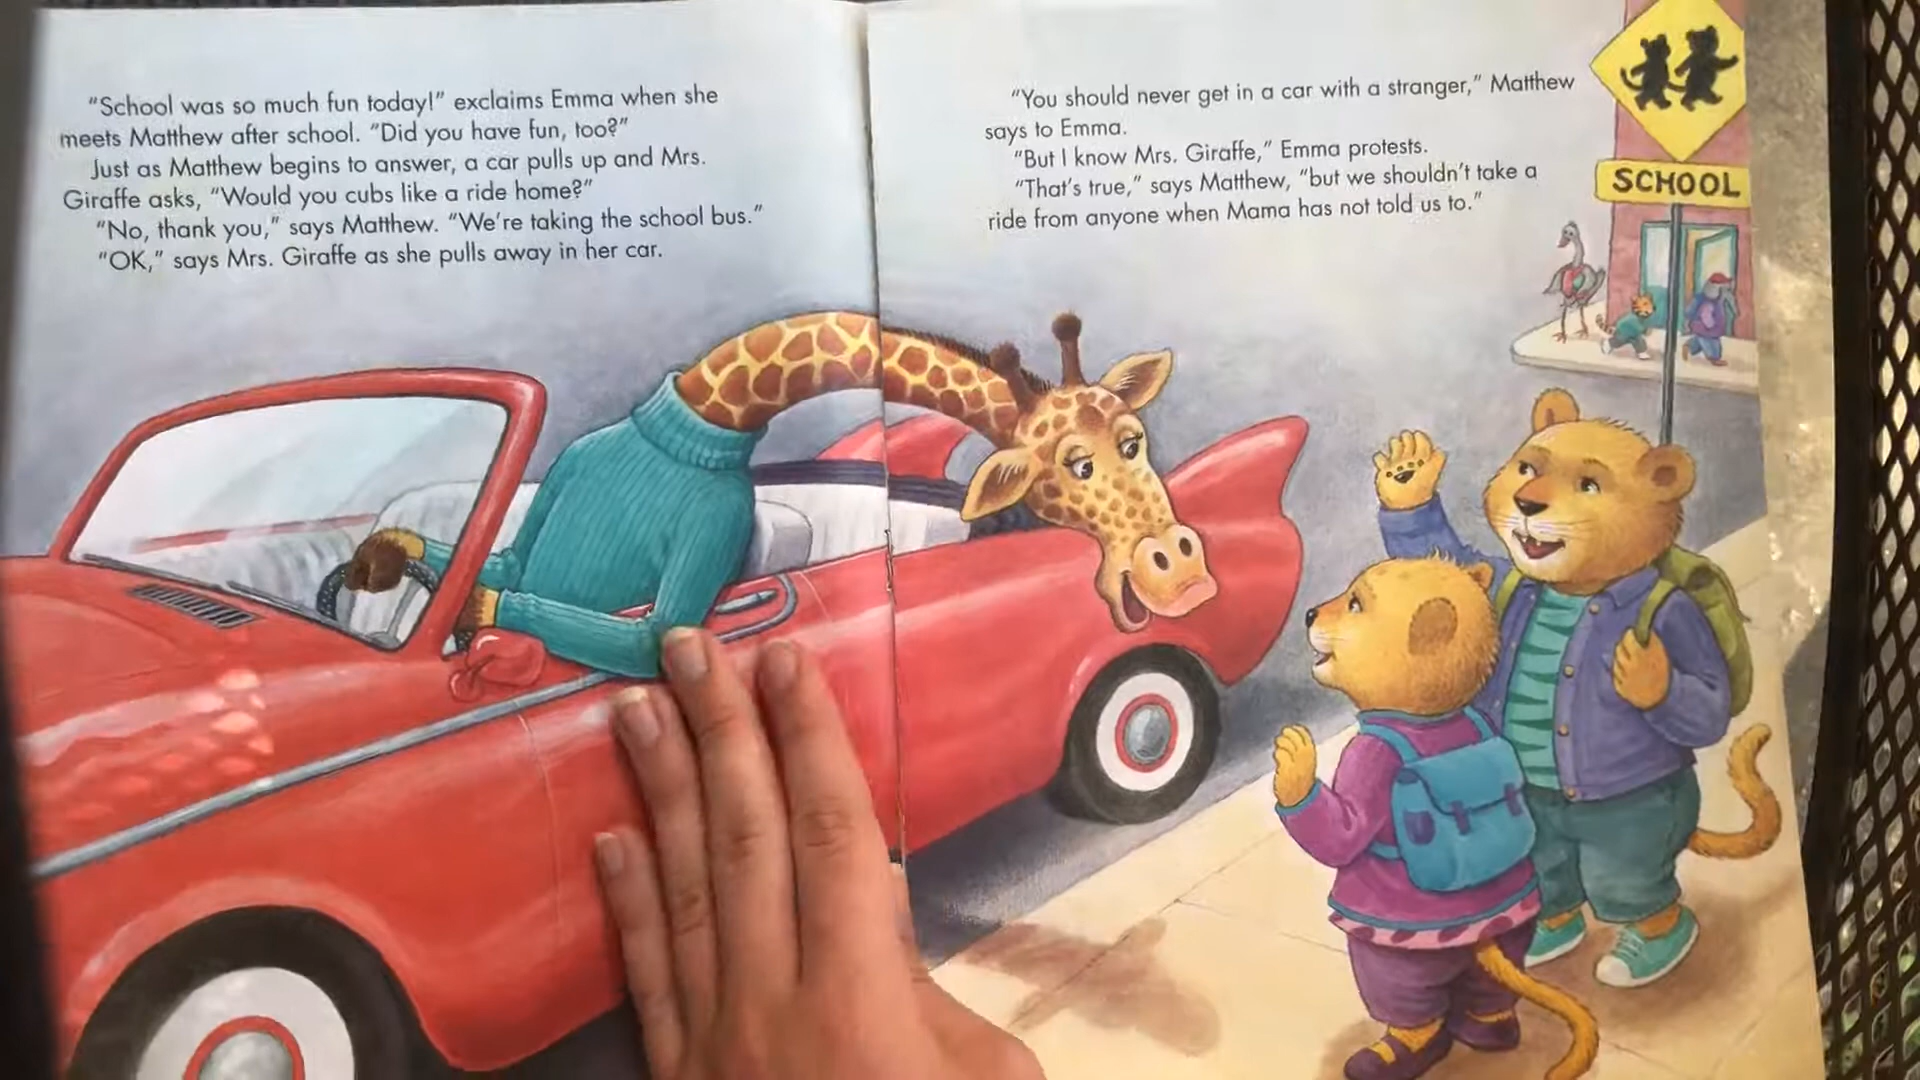 “School was so much fun today!” exclaims Emma when she
meets Matthew after school. “Did you have fun, too?”
Just as Matthew begins to answer, a car pulls up and Mrs.
Giraffe asks, “Would you cubs like a ride home?”
“No, thank you,” says Matthew. “We’re taking the school bus.”
“OK,” says Mrs. Giraffe as she pulls away in her car.
“You should never get in a car with a stranger,” Matthew
says to Emma.
“But I know Mrs. Giraffe,” Emma protests.
“That’s true,” says Matthew, “but we shouldn’t take a
ride from anyone when Mama has not told us to.”
SCHOOL